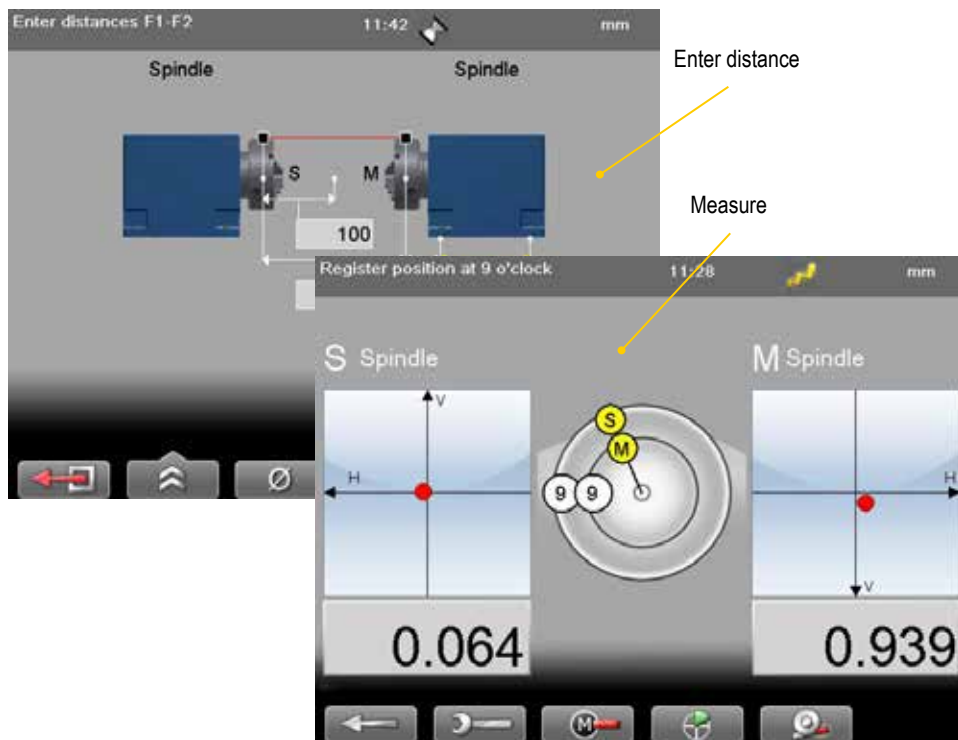 Enter distances F1-F2 11:42 mm
Spindle Spindle
Enter distance
S M
Measure
100
Register position at 9 o'clock 11:28 mm
S Spindle M Spindle
V
S
M
H 9 9 H
V
0.064 0.939
M